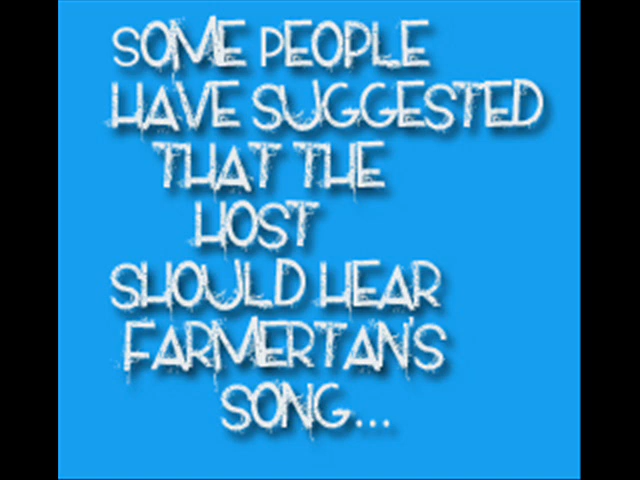 SOME PEOPLE
HAVE SUGGESTED
THAT THE
HOST
SHOULD HEAR
FARMERTAN'S
SONG...